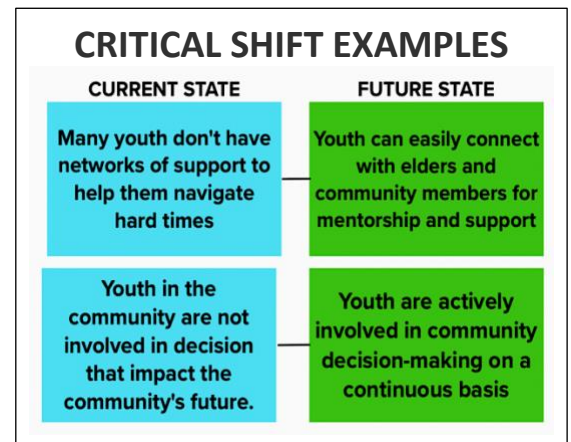 CRITICAL SHIFT EXAMPLES
CURRENT STATE
FUTURE STATE
Many youth don't have
networks of support to
help them navigate
hard times
Youth can easily connect
with elders and
community members for
mentorship and support
Youth in the
community are not
involved in decision
that impact the
community's future.
Youth are actively
involved in community
decision-making on a
continuous basis